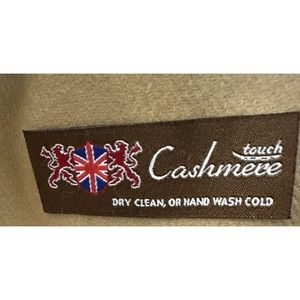 touch
Cashmere
DRY CLEAN, OR HAND WASH COLD